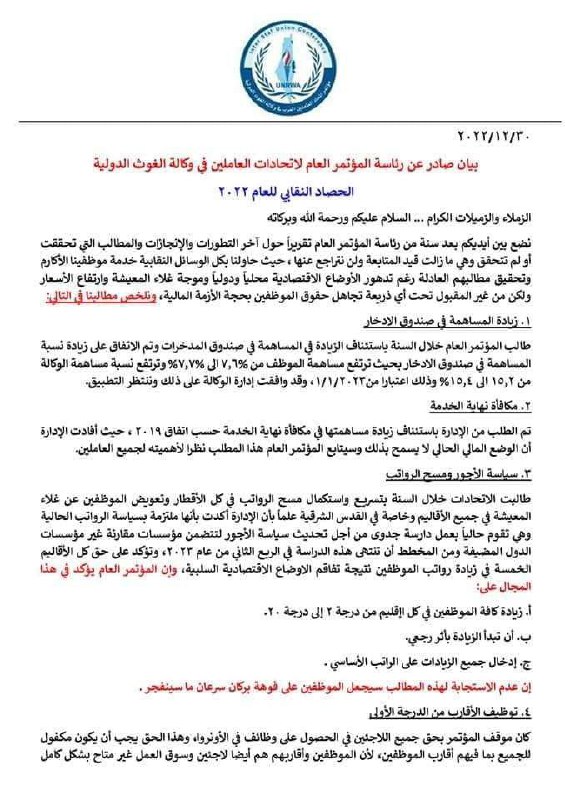 Inter Staf Union Conference
UNRWA
٢٠٢٢/١٢/٣٠
بيان صادر عن رئاسة المؤتمر العام لاتحادات العاملين في وكالة الغوث الدولية
الحصاد النقابي للعام ٢٠٢٢
الزملاء والزميلات الكرام ... السلام عليكم ورحمة الله وبركاته
نضع بين أيديكم بعد سنة من رئاسة المؤتمر العام تقريراً حول آخر التطورات والإنجازات والمطالب التي تحققت
أو لم تتحقق وهي ما زالت قيد المتابعة ولن نتراجع عنها ، حيث حاولنا بكل الوسائل النقابية خدمة موظفينا الأكارم
وتحقيق مطالبهم العادلة رغم تدهور الأوضاع الاقتصادية محلياً ودولياً وموجة غلاء المعيشة وارتفاع الأسعار
ولكن من غير المقبول تحت أي ذريعة تجاهل حقوق الموظفين بحجة الأزمة المالية، ونلخص مطالبنا في التالي:
١. زيادة المساهمة في صندوق الادخار
طالب المؤتمر العام خلال السنة باستئناف الزيادة في المساهمة في صندوق المدخرات وتم الاتفاق على زيادة نسبة
المساهمة في صندوق الادخار بحيث ترتفع مساهمة الموظف من ٧,٦% الى ٧,٧% وترتفع نسبة مساهمة الوكالة
من ١٥,٢ الى ١٥,٤% وذلك اعتبارا من ١/١/٢٠٢٣، وقد وافقت إدارة الوكالة على ذلك وننتظر التطبيق.
٢. مكافأة نهاية الخدمة
تم الطلب من الإدارة باستئناف زيادة مساهمتها في مكافأة نهاية الخدمة حسب اتفاق ٢٠١٩ ، حيث أفادت الإدارة
أن الوضع المالي الحالي لا يسمح بذلك وسيتابع المؤتمر العام هذا المطلب نظرا لأهميته لجميع العاملين.
٣. سياسة الأجور ومسح الرواتب
طالبت الاتحادات خلال السنة بتسريع واستكمال مسح الرواتب في كل الأقطار وتعويض الموظفين عن غلاء
المعيشة في جميع الأقاليم وخاصة في القدس الشرقية علماً بأن الإدارة أكدت بأنها ملتزمة بسياسة الرواتب الحالية
وهي تقوم حالياً بعمل دارسة جدوى من أجل تحديث سياسة الأجور لتتضمن مؤسسات مقارنة غير مؤسسات
الدول المضيفة ومن المخطط أن تنتهي هذه الدراسة في الربع الثاني من عام ٢٠٢٣، ونؤكد على حق كل الأقاليم
الخمسة في زيادة رواتب الموظفين نتيجة تفاقم الاوضاع الاقتصادية السلبية، وإن المؤتمر العام يؤكد في هذا
المجال على:
أ. زيادة كافة الموظفين في كل اإقليم من درجة ٢ إلى درجة ٢٠.
ب. أن تبدأ الزيادة بأثر رجعي.
ج. إدخال جميع الزيادات على الراتب الأساسي .
إن عدم الاستجابة لهذه المطالب سيجعل الموظفين على فوهة بركان سرعان ما سينفجر .
٤. توظيف الأقارب من الدرجة الأولى
كان موقف المؤتمر بحق جميع اللاجئين في الحصول على وظائف في الأونروا، وهذا الحق يجب أن يكون مكفول
للجميع بما فيهم أقارب الموظفين، لأن الموظفين وأقاربهم هم أيضا لاجئين وسوق العمل غير متاح بشكل كامل